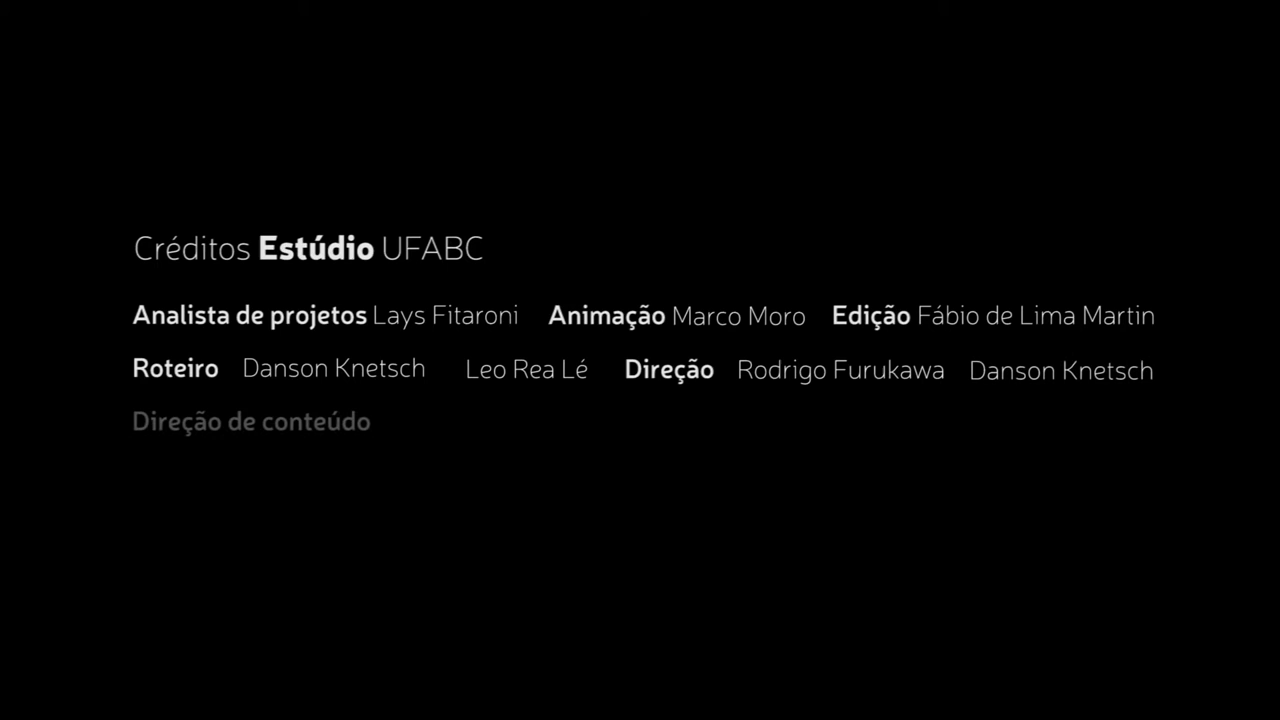 Créditos Estúdio UFABC
Analista de projetos Lays Fitaroni Animação Marco Moro Edição Fábio de Lima Martin
Roteiro Danson Knetsch Leo Rea Lé Direção Rodrigo Furukawa Danson Knetsch
Direção de conteúdo